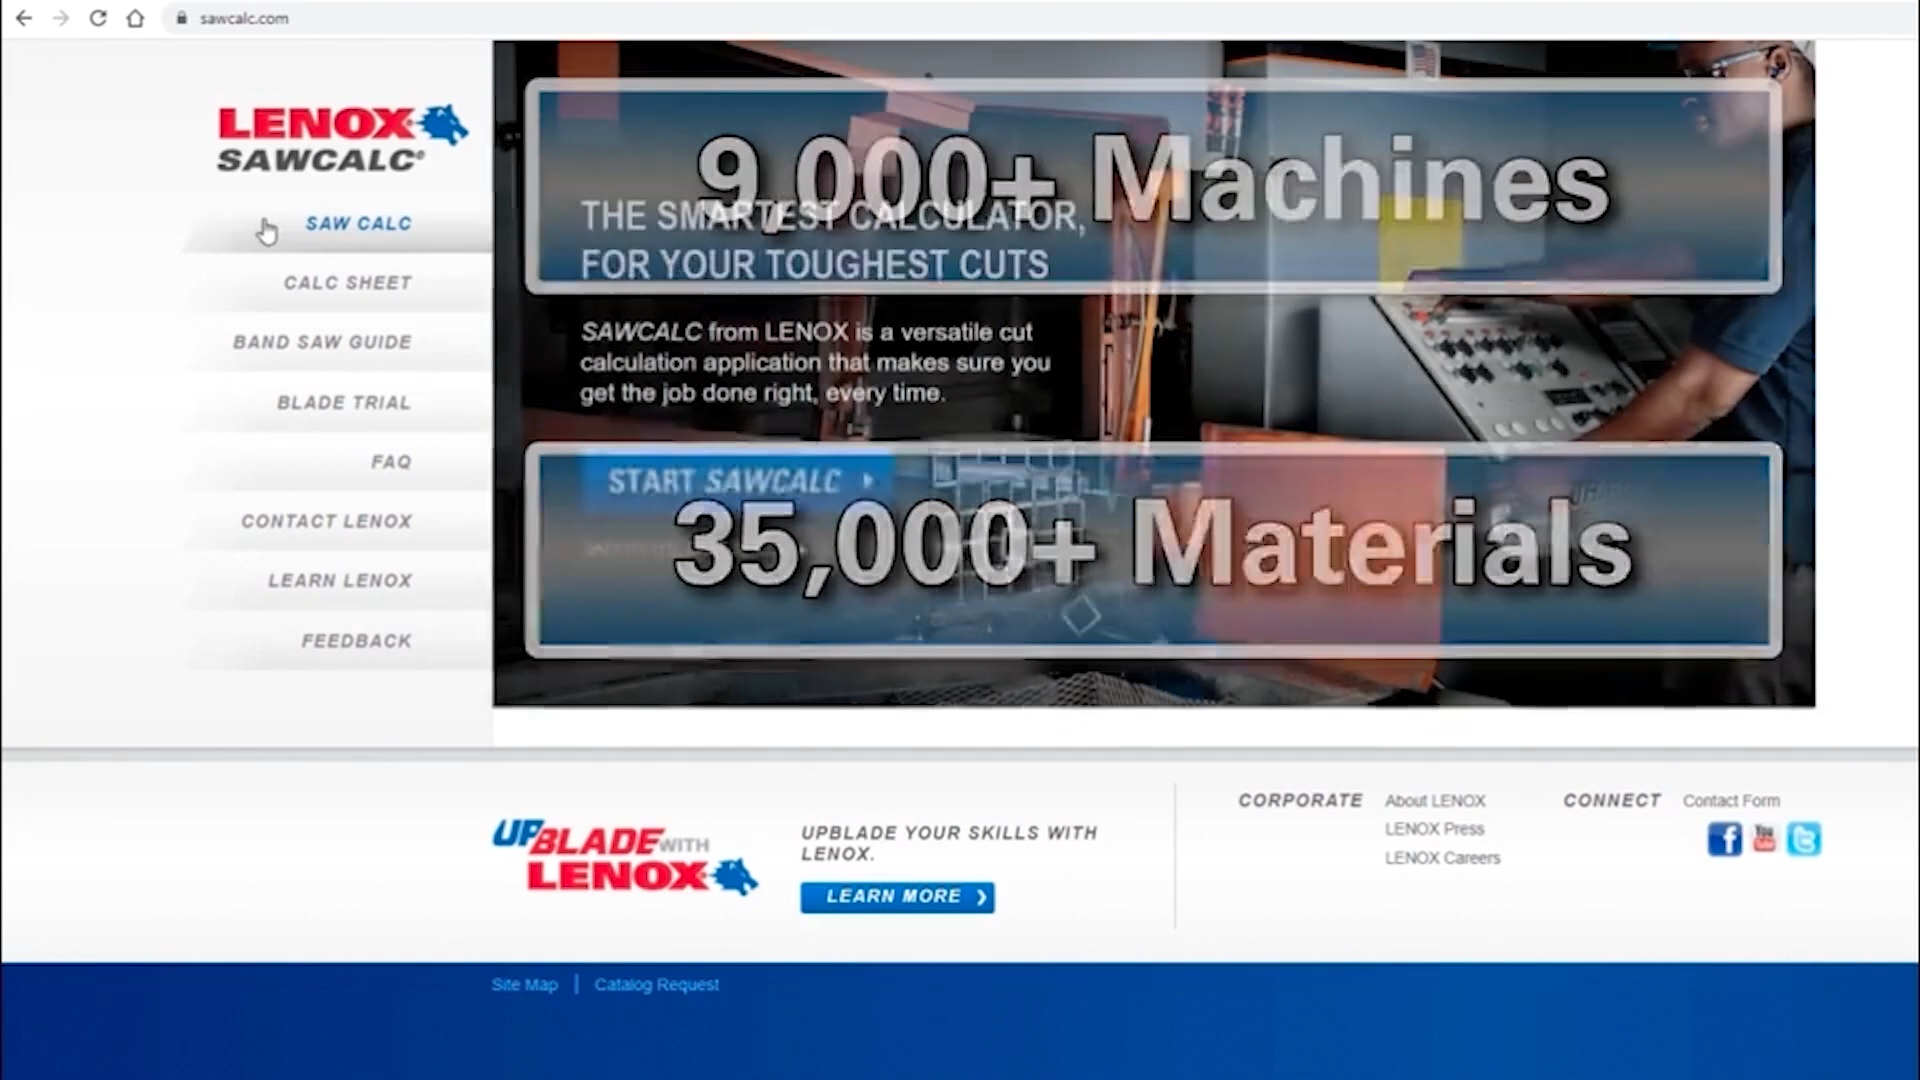 sawcalc.com
LENOX
SAWCALC®
SAW CALC
CALC SHEET
BAND SAW GUIDE
BLADE TRIAL
FAQ
CONTACT LENOX
LEARN LENOX
FEEDBACK
9,000+ Machines
THE SMARTEST CALCULATOR,
FOR YOUR TOUGHEST CUTS
SAWCALC from LENOX is a versatile cut
calculation application that makes sure you
get the job done right, every time.
START SAWCALC
35,000+ Materials
UPBLADE WITH
LENOX
UPBLADE YOUR SKILLS WITH
LENOX.
LEARN MORE
CORPORATE
About LENOX
LENOX Press
LENOX Careers
CONNECT
Contact Form
You
Site Map | Catalog Request